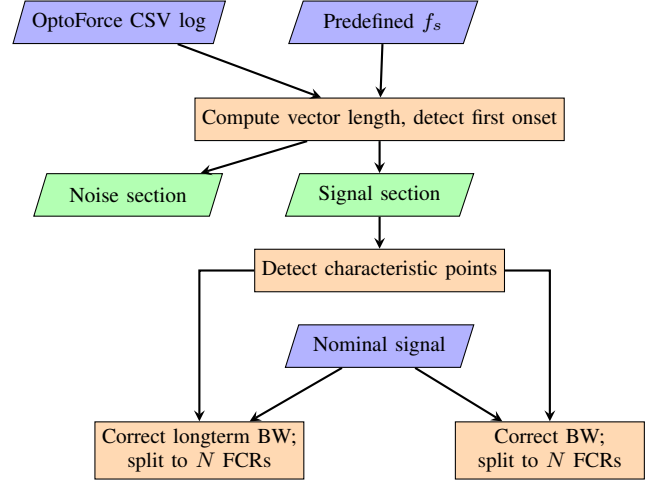 OptoForce CSV log
Predefined fₛ
Compute vector length, detect first onset
Noise section
Signal section
Detect characteristic points
Nominal signal
Correct longterm BW;
split to N FCRs
Correct BW;
split to N FCRs